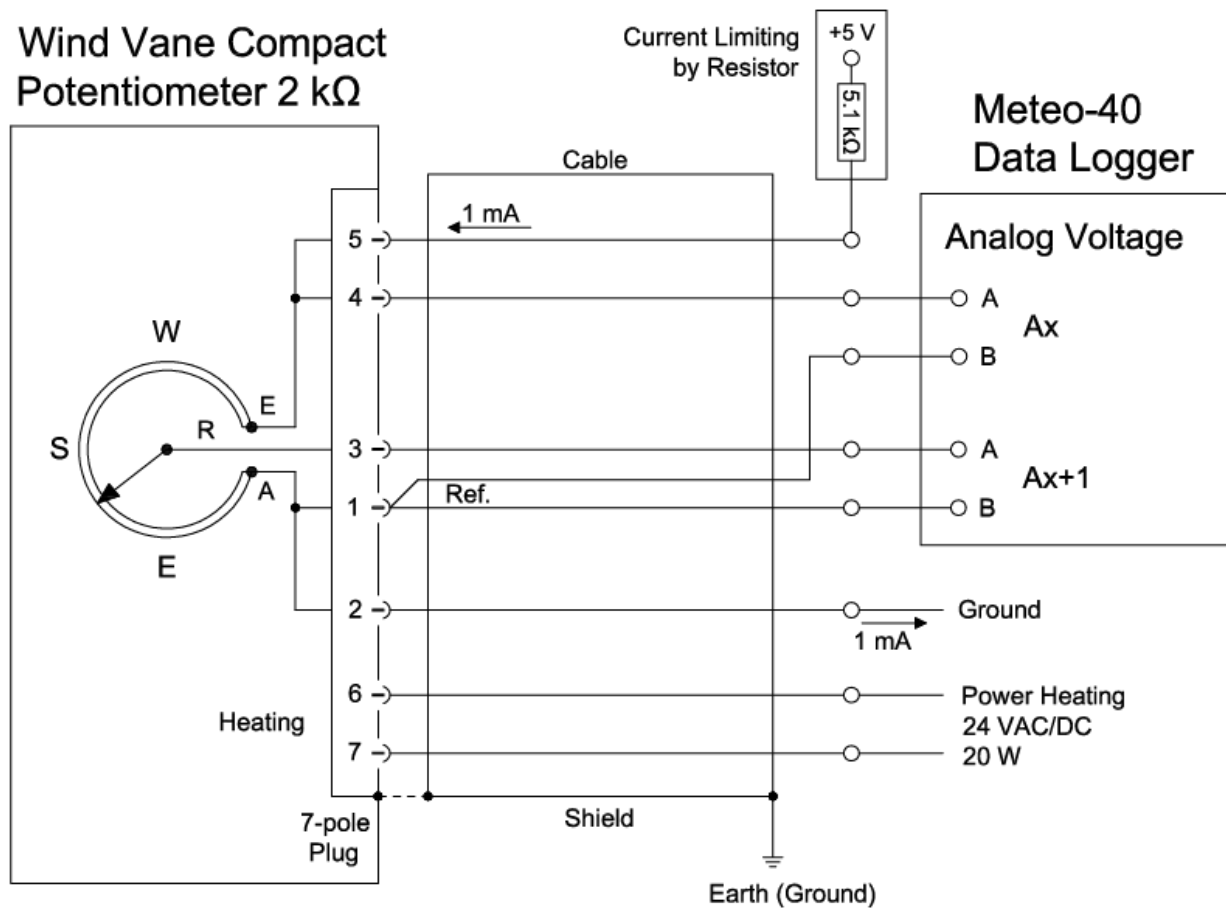 Wind Vane Compact
Potentiometer 2 kΩ
Current Limiting
by Resistor
+5 V
5.1 kΩ
Meteo-40
Data Logger
Cable
1 mA
Analog Voltage
5
4
A
Ax
B
W
E
S
R
3
A
Ax+1
A
1
Ref.
B
E
2
Ground
1 mA
6
Power Heating
24 VAC/DC
20 W
Heating
7
7-pole
Plug
Shield
Earth (Ground)